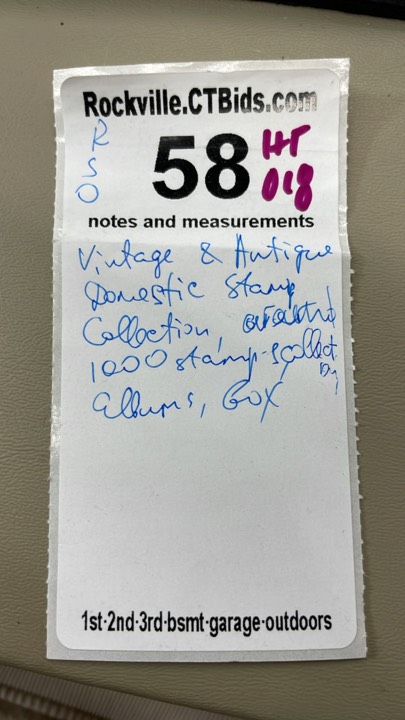 Rockville.CTBids.com
R
S
O
58
HT
018
notes and measurements
Vintage & Antique
Domestic Stamp
Collection,
1000 stamps, collect
Albums, Box
1st·2nd·3rd·bsmt·garage·outdoors